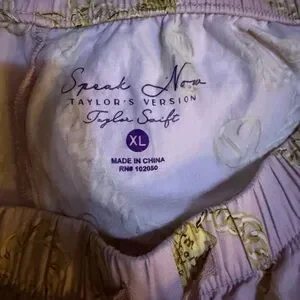 Speak Now
TAYLOR'S VERSION
Taylor Swift
XL
MADE IN CHINA
RN# 102050